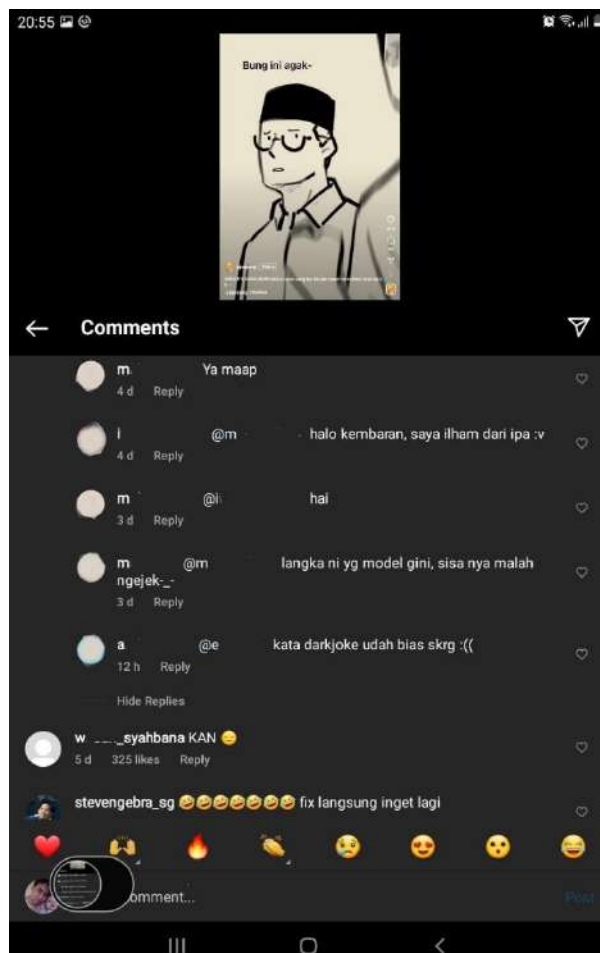 20:55
Bung ini agak-
Comments
m. Ya maap
4 d Reply
i @m halo kembaran, saya ilham dari ipa :v
4 d Reply
m @i hai
3 d Reply
m @m langka ni yg model gini, sisa nya malah
ngejek-_-
3 d Reply
a @e kata darkjoke udah bias skrg :((
12 h Reply
Hide Replies
w. _syahbana KAN 😑
5 d 325 likes Reply
stevengebra_sg 🤣🤣🤣🤣🤣🤣🤣 fix langsung inget lagi
omment...
Post